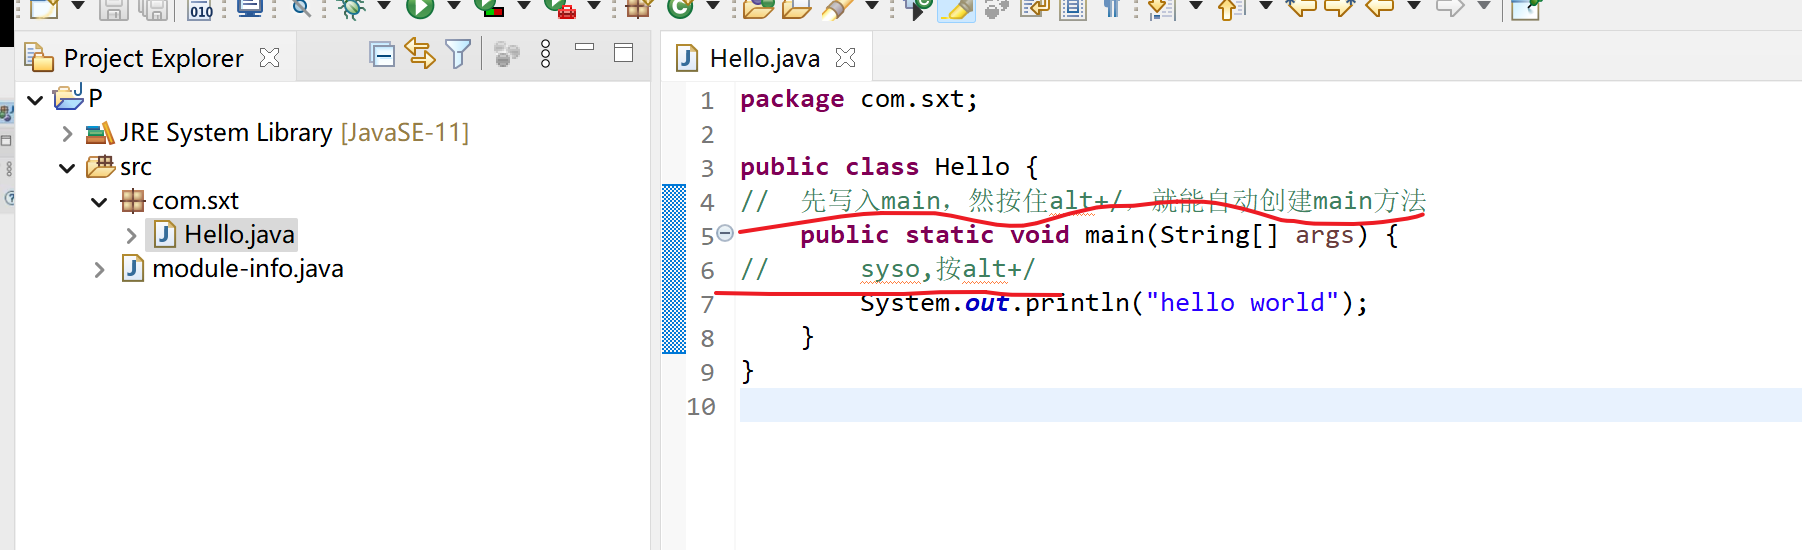 010
Project Explorer
Hello.java
P
JRE System Library [JavaSE-11]
src
com.sxt
Hello.java
module-info.java
1 package com.sxt;
2
3 public class Hello {
4 // 先写入main，然按住alt+/，就能自动创建main方法
5 public static void main(String[] args) {
6 // syso,按alt+/
7 System.out.println("hello world");
8 }
9 }
10